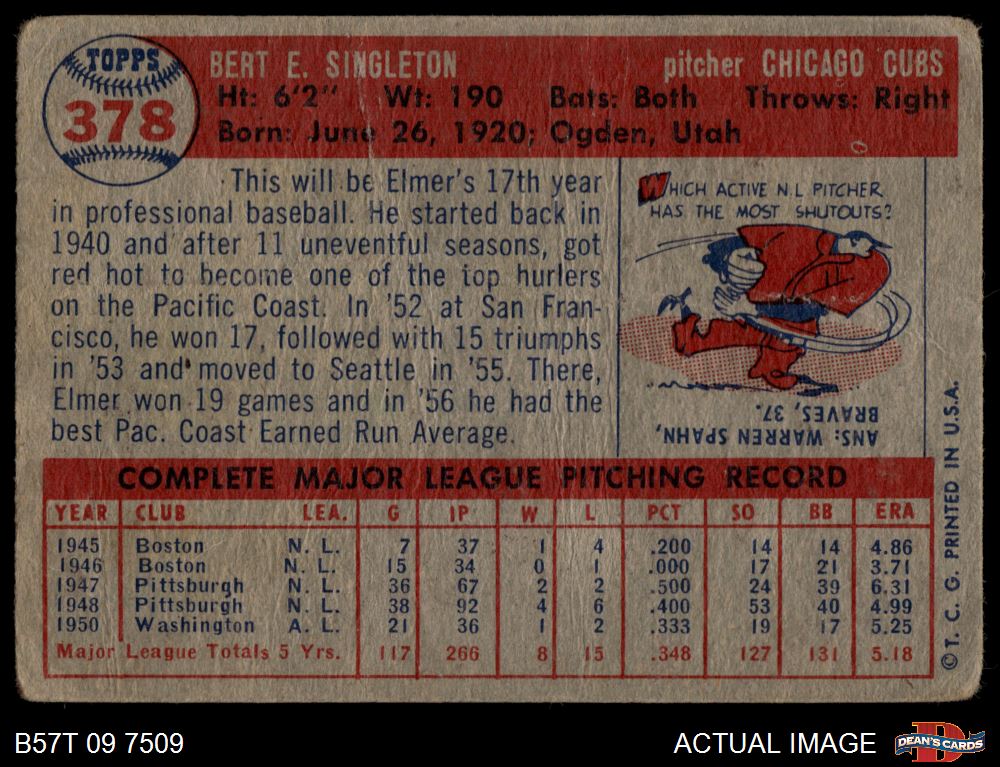 TOPPS
378
BERT E. SINGLETON pitcher CHICAGO CUBS
Ht: 6'2" Wt: 190 Bats: Both Throws: Right
Born: June 26, 1920; Ogden, Utah
This will be Elmer's 17th year
in professional baseball. He started back in
1940 and after 11 uneventful seasons, got
red hot to become one of the top hurlers
on the Pacific Coast. In '52 at San Fran-
cisco, he won 17, followed with 15 triumphs
in '53 and moved to Seattle in '55. There,
Elmer won 19 games and in '56 he had the
best Pac. Coast Earned Run Average.
WHICH ACTIVE N.L PITCHER
HAS THE MOST SHUTOUTS?
ANS: WARREN SPAHN,
BRAVES, 37.
COMPLETE MAJOR LEAGUE PITCHING RECORD
YEAR CLUB LEA. G IP W L PCT SO BB ERA
1945 Boston N. L. 7 37 1 4 .200 14 14 4.86
1946 Boston N. L. 15 34 0 1 .000 17 21 3.71
1947 Pittsburgh N. L. 36 67 2 2 .500 24 39 6.31
1948 Pittsburgh N. L. 38 92 4 6 .400 53 40 4.99
1950 Washington A. L. 21 36 1 2 .333 19 17 5.25
Major League Totals 5 Yrs. 117 266 8 15 .348 127 131 5.18
© T. C. G. PRINTED IN U.S.A.
B57T 09 7509
ACTUAL IMAGE
D
DEAN'S CARDS